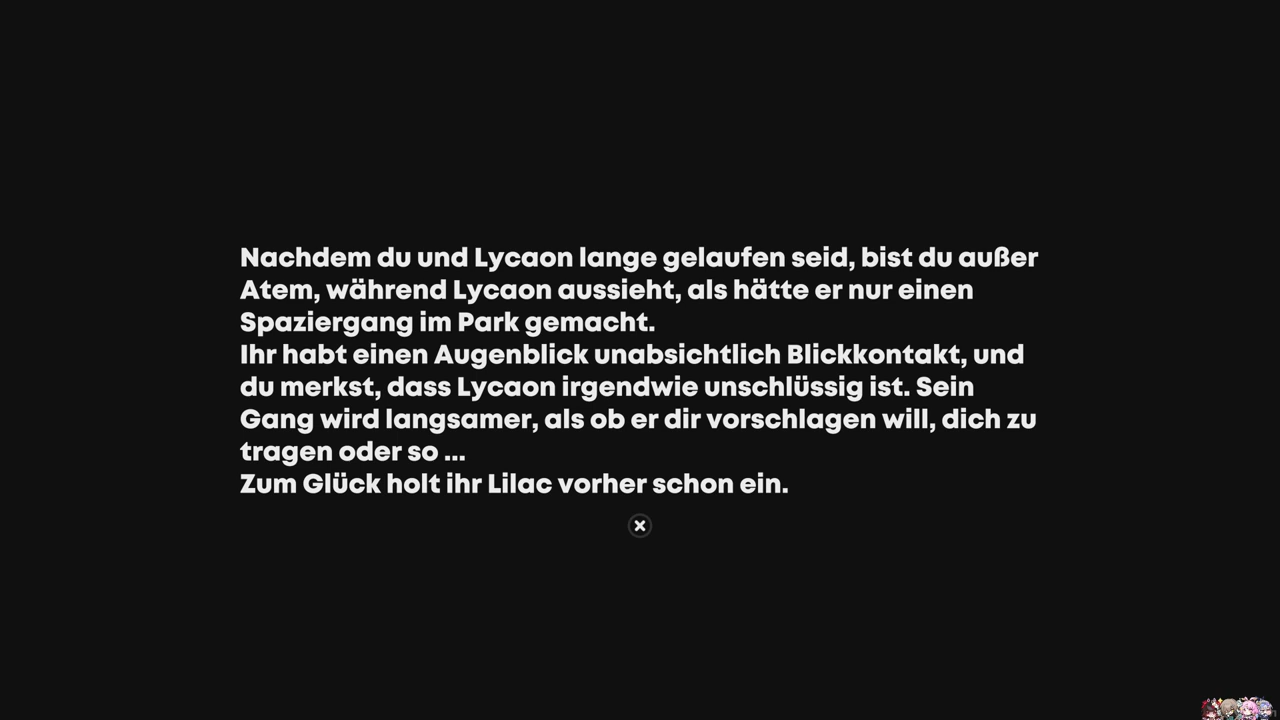 Nachdem du und Lycaon lange gelaufen seid, bist du außer
Atem, während Lycaon aussieht, als hätte er nur einen
Spaziergang im Park gemacht.
Ihr habt einen Augenblick unabsichtlich Blickkontakt, und
du merkst, dass Lycaon irgendwie unschlüssig ist. Sein
Gang wird langsamer, als ob er dir vorschlagen will, dich zu
tragen oder so ...
Zum Glück holt ihr Lilac vorher schon ein.